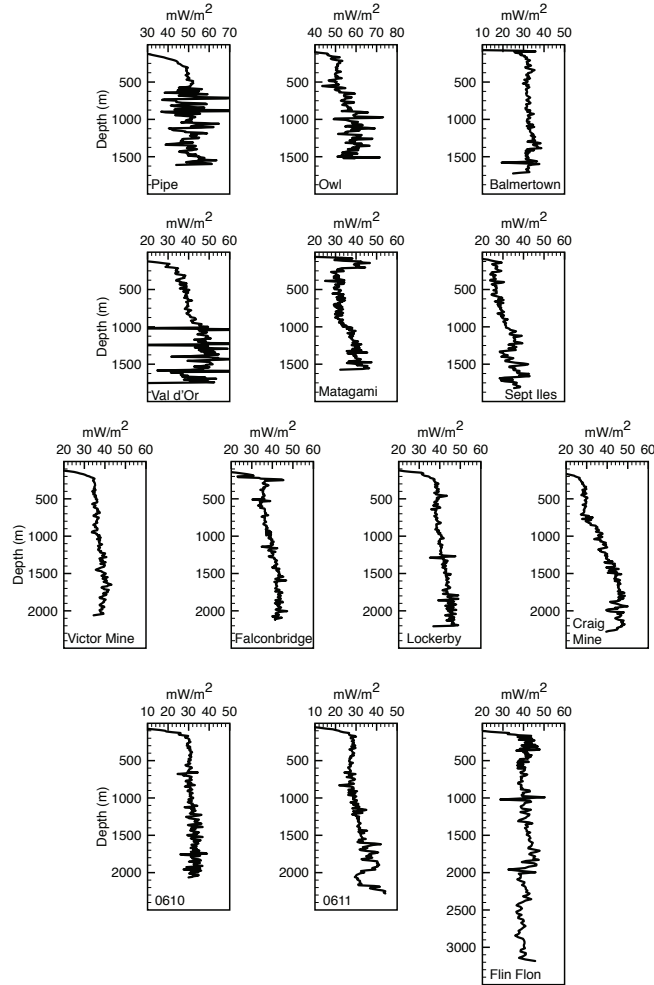 mW/m2 mW/m2 mW/m2
30 40 50 60 70 40 50 60 70 80 10 20 30 40 50
500 500 500
1000 1000 1000
1500 1500 1500
Depth (m)
Pipe Owl Balmertown
mW/m2 mW/m2 mW/m2
20 30 40 50 60 20 30 40 50 60 20 30 40 50 60
500 500 500
1000 1000 1000
1500 1500 1500
Depth (m)
Val d'Or Matagami Sept Iles
mW/m2 mW/m2 mW/m2 mW/m2
20 30 40 50 60 20 30 40 50 60 20 30 40 50 60 20 30 40 50 60
500 500 500 500
1000 1000 1000 1000
1500 1500 1500 1500
2000 2000 2000 2000
Depth (m)
Victor Mine Falconbridge Lockerby Craig
Mine
mW/m2 mW/m2 mW/m2
10 20 30 40 50 10 20 30 40 50 20 30 40 50 60
500 500 500
1000 1000 1000
1500 1500 1500
2000 2000 2000
Depth (m)
0610 0611
2500
3000
Flin Flon